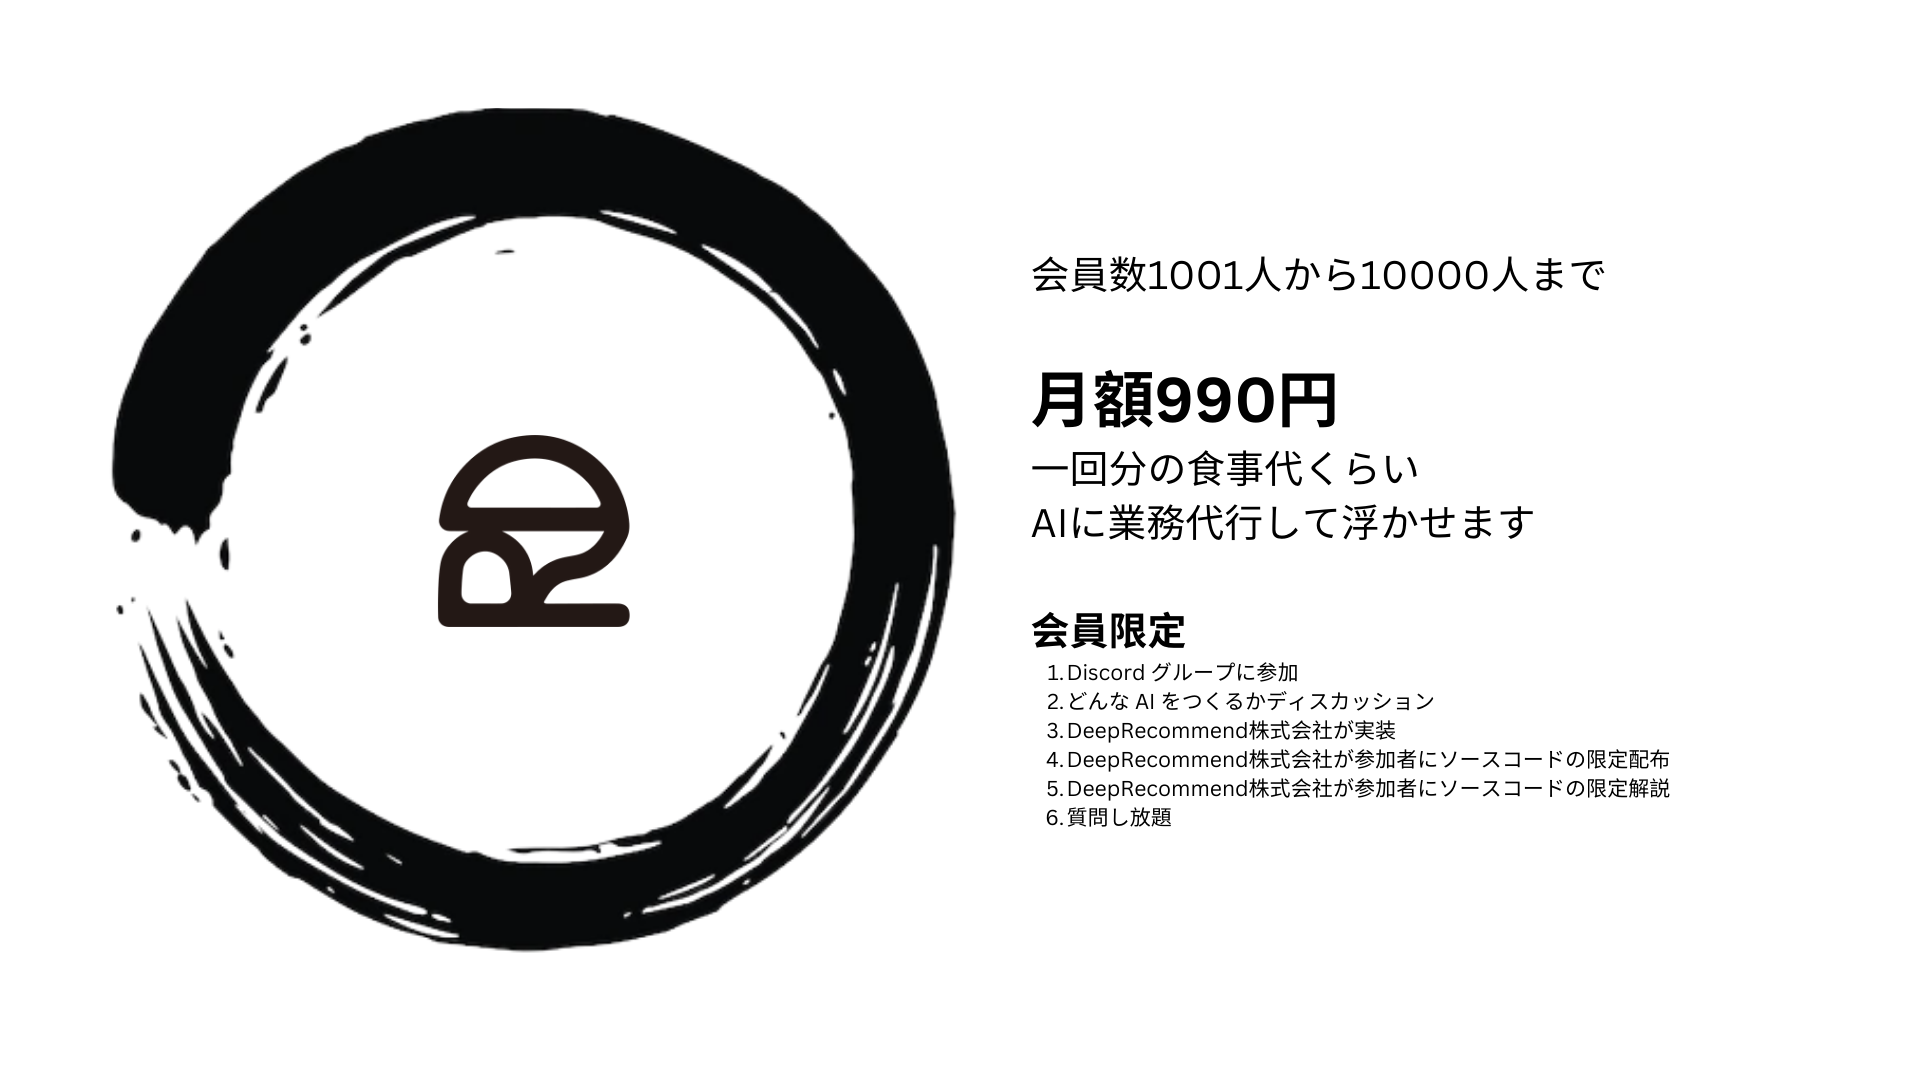 会員数1001人から10000人まで
月額990円
一回分の食事代くらい
AIに業務代行して浮かせます
会員限定
1. Discord グループに参加
2. どんな AI をつくるかディスカッション
3. DeepRecommend株式会社が実装
4. DeepRecommend株式会社が参加者にソースコードの限定配布
5. DeepRecommend株式会社が参加者にソースコードの限定解説
6. 質問し放題